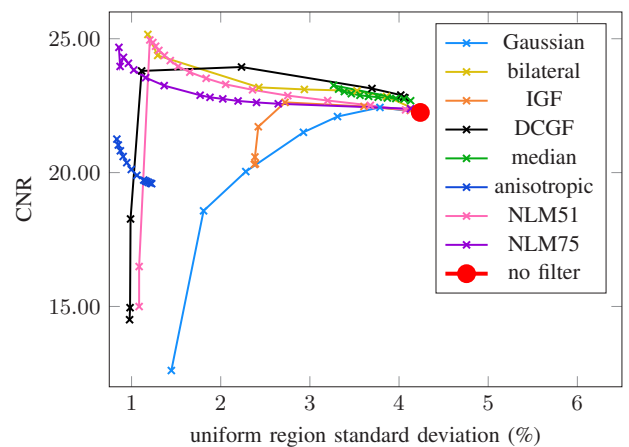 25.00
20.00
15.00
CNR
1 2 3 4 5 6
uniform region standard deviation (%)
Gaussian
bilateral
IGF
DCGF
median
anisotropic
NLM51
NLM75
no filter